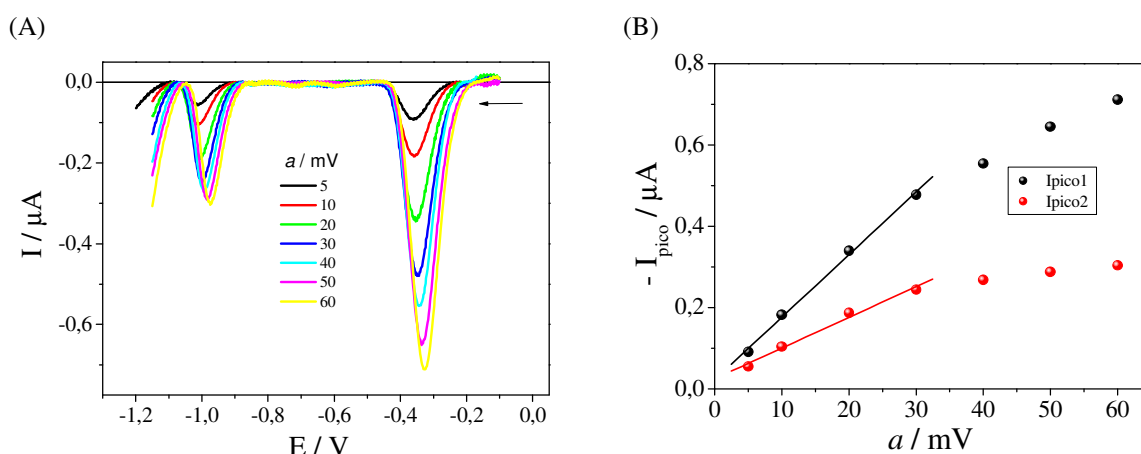 (A)
0,0
-0,2
-0,4
-0,6
I / µA
a / mV
5
10
20
30
40
50
60
-1,2 -1,0 -0,8 -0,6 -0,4 -0,2 0,0
E / V
(B)
0,8
0,6
0,4
0,2
0,0
- Ipico / µA
Ipico1
Ipico2
0 10 20 30 40 50 60
a / mV